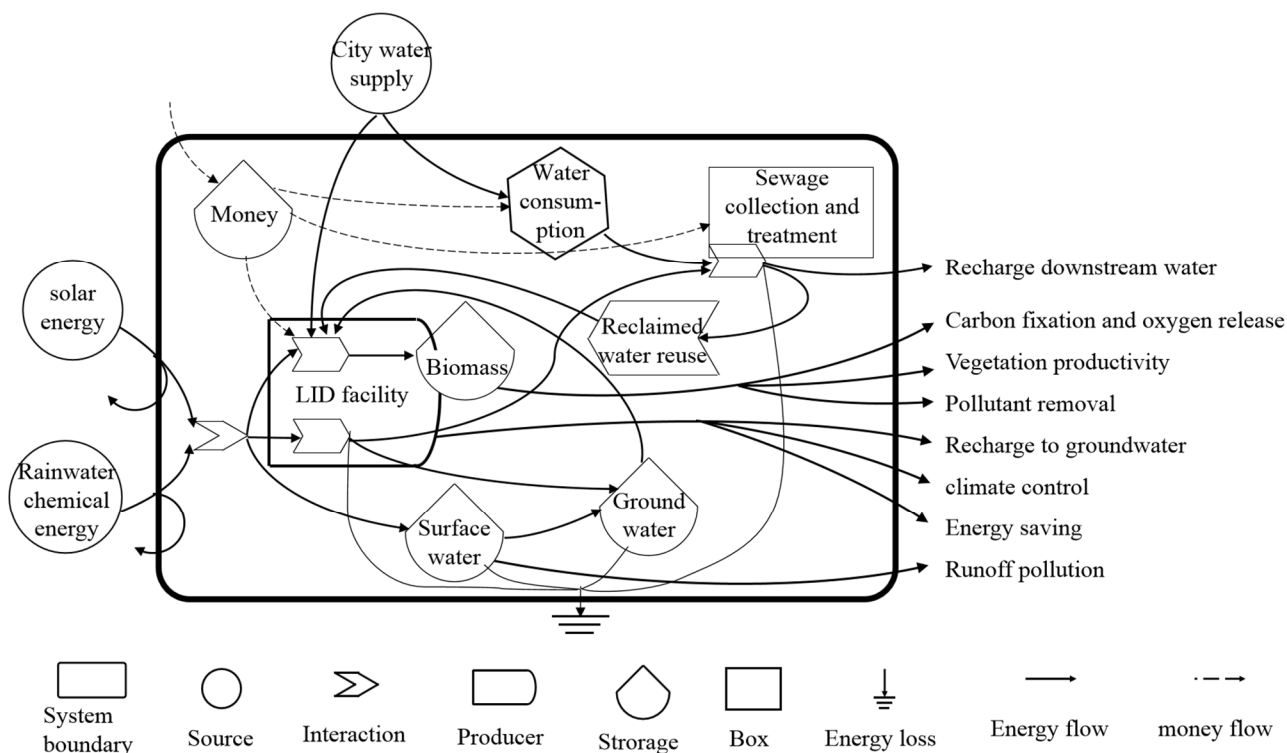 City water
supply
Money
Water
consum-
ption
Sewage
collection and
treatment
solar
energy
Reclaimed
water reuse
Biomass
LID facility
Rainwater
chemical
energy
Surface
water
Ground
water
Recharge downstream water
Carbon fixation and oxygen release
Vegetation productivity
Pollutant removal
Recharge to groundwater
climate control
Energy saving
Runoff pollution
System
boundary
Source
Interaction
Producer
Strorage
Box
Energy loss
Energy flow
money flow